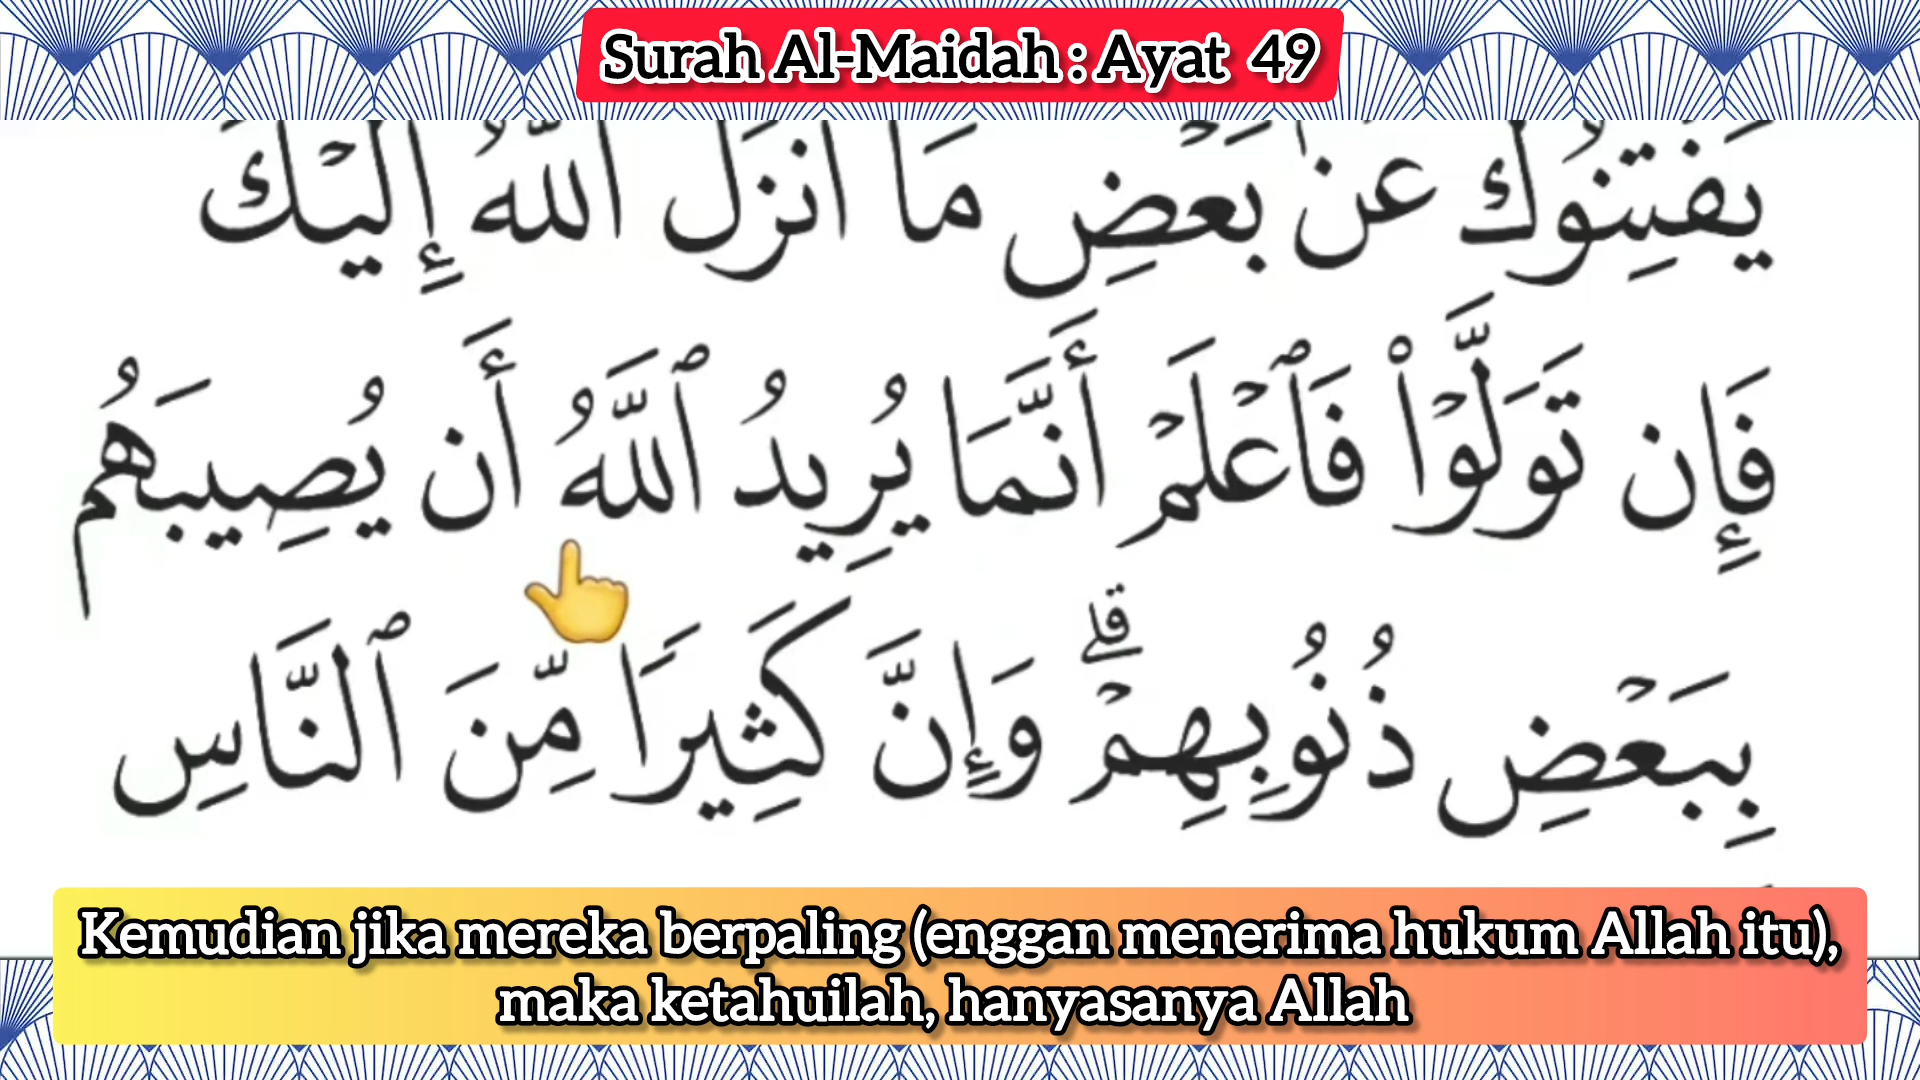 Surah Al-Maidah : Ayat 49
يَفْتِنُوكَ عَنۢ بَعْضِ مَا أَنزَلَ ٱللَّهُ إِلَيْكَ
فَإِن تَوَلَّوْا۟ فَٱعْلَمْ أَنَّمَا يُرِيدُ ٱللَّهُ أَن يُصِيبَهُم
بِبَعْضِ ذُنُوبِهِمْ ۗ وَإِنَّ كَثِيرًا مِّنَ ٱلنَّاسِ
Kemudian jika mereka berpaling (enggan menerima hukum Allah itu),
maka ketahuilah, hanyasanya Allah